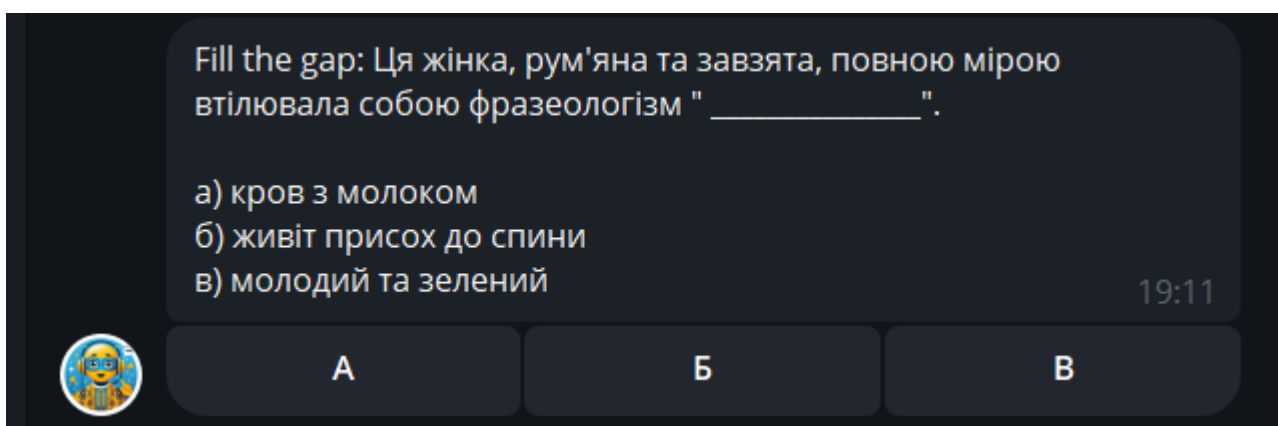 Fill the gap: Ця жінка, рум'яна та завзята, повною мірою
втілювала собою фразеологізм " ______________".
а) кров з молоком
б) живіт присох до спини
в) молодий та зелений
19:11
А
Б
В